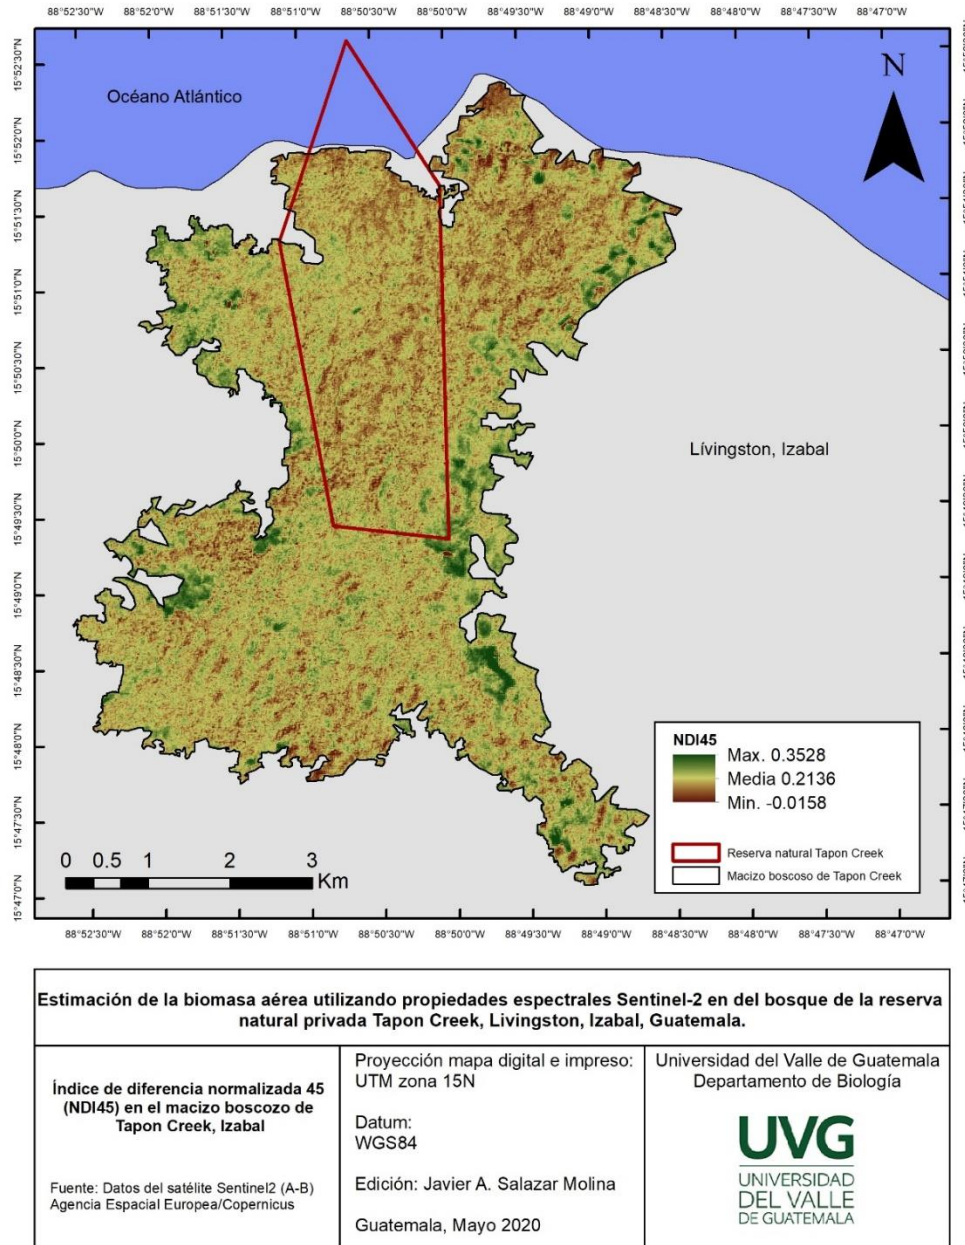 88°52'30"W 88°52'0"W 88°51'30"W 88°51'0"W 88°50'30"W 88°50'0"W 88°49'30"W 88°49'0"W 88°48'30"W 88°48'0"W 88°47'30"W 88°47'0"W
15°52'30"N
15°52'0"N
15°51'30"N
15°51'0"N
15°50'30"N
15°50'0"N
15°49'30"N
15°49'0"N
15°48'30"N
15°48'0"N
15°47'30"N
15°47'0"N
Océano Atlántico
N
Lívingston, Izabal
NDI45
Max. 0.3528
Media 0.2136
Min. -0.0158
Reserva natural Tapon Creek
Macizo boscoso de Tapon Creek
0 0.5 1 2 3
Km
88°52'30"W 88°52'0"W 88°51'30"W 88°51'0"W 88°50'30"W 88°50'0"W 88°49'30"W 88°49'0"W 88°48'30"W 88°48'0"W 88°47'30"W 88°47'0"W
Estimación de la biomasa aérea utilizando propiedades espectrales Sentinel-2 en del bosque de la reserva
natural privada Tapon Creek, Livingston, Izabal, Guatemala.
Índice de diferencia normalizada 45
(NDI45) en el macizo boscozo de
Tapon Creek, Izabal
Fuente: Datos del satélite Sentinel2 (A-B)
Agencia Espacial Europea/Copernicus
Proyección mapa digital e impreso:
UTM zona 15N
Datum:
WGS84
Edición: Javier A. Salazar Molina
Guatemala, Mayo 2020
Universidad del Valle de Guatemala
Departamento de Biología
UVG
UNIVERSIDAD
DEL VALLE
DE GUATEMALA